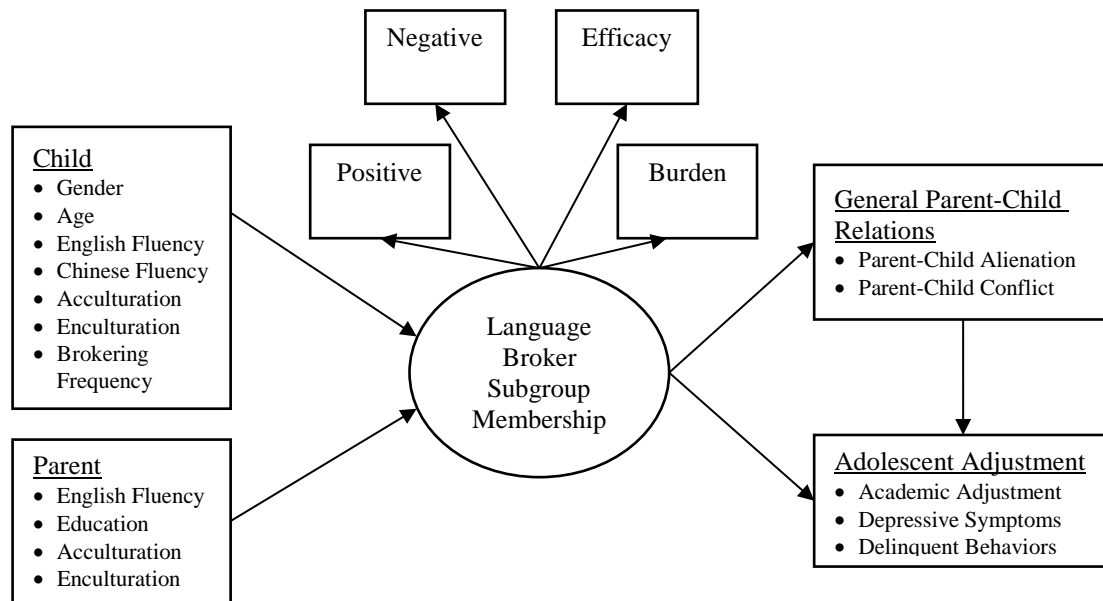 Negative
Efficacy
Positive
Burden
Child
• Gender
• Age
• English Fluency
• Chinese Fluency
• Acculturation
• Enculturation
• Brokering
Frequency
Parent
• English Fluency
• Education
• Acculturation
• Enculturation
Language
Broker
Subgroup
Membership
General Parent-Child
Relations
• Parent-Child Alienation
• Parent-Child Conflict
Adolescent Adjustment
• Academic Adjustment
• Depressive Symptoms
• Delinquent Behaviors